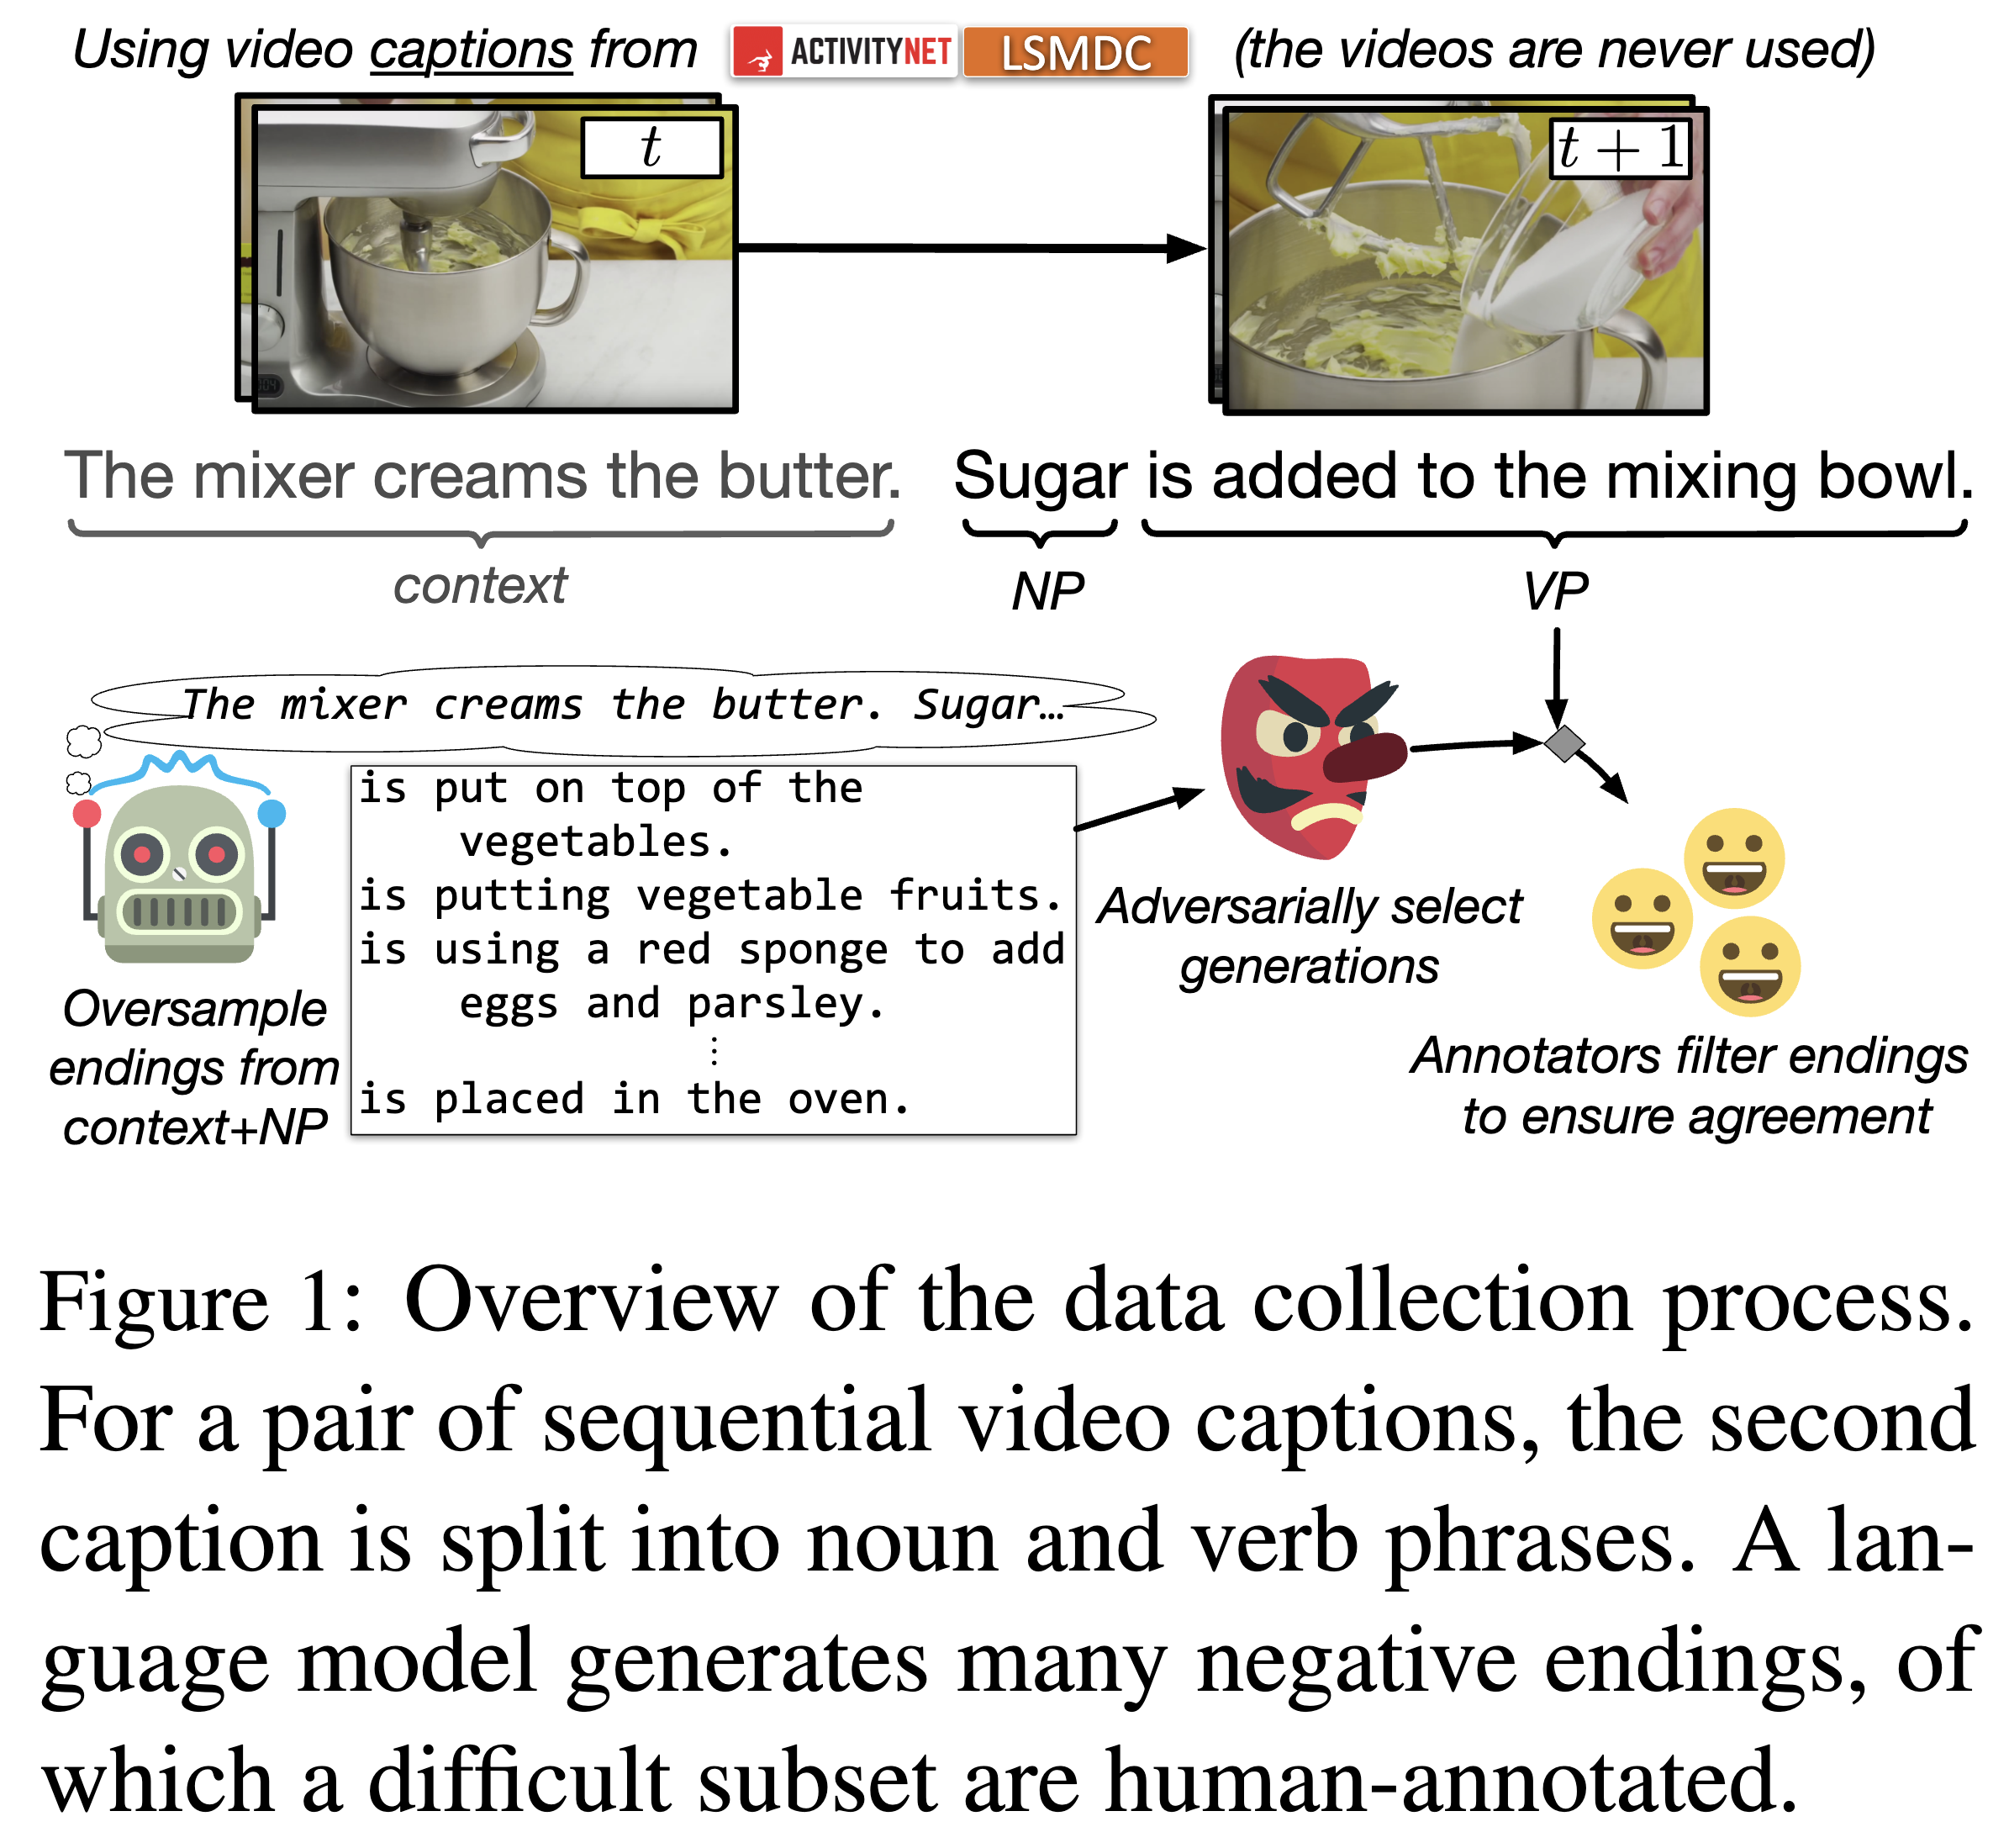 Using video captions from ACTIVITYNET LSMDC (the videos are never used)
t
t + 1
The mixer creams the butter. Sugar is added to the mixing bowl.
context
NP
VP
The mixer creams the butter. Sugar…
is put on top of the
vegetables.
is putting vegetable fruits.
is using a red sponge to add
eggs and parsley.
⋮
is placed in the oven.
Oversample
endings from
context+NP
Adversarially select
generations
Annotators filter endings
to ensure agreement
Figure 1: Overview of the data collection process.
For a pair of sequential video captions, the second
caption is split into noun and verb phrases. A lan-
guage model generates many negative endings, of
which a difficult subset are human-annotated.